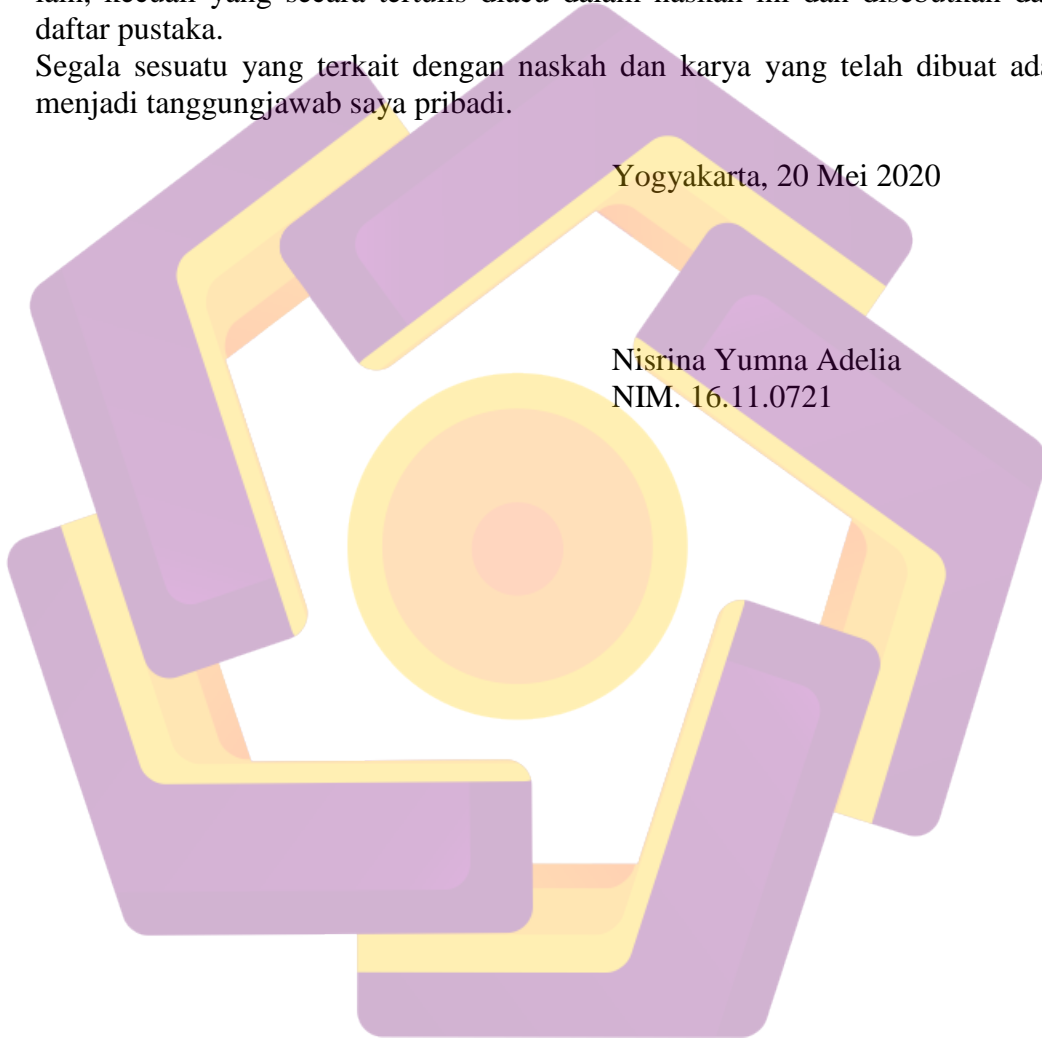 daftar pustaka.
Segala sesuatu yang terkait dengan naskah dan karya yang telah dibuat
menjadi tanggungjawab saya pribadi.
Yogyakarta, 20 Mei 2020
Nisrina Yumna Adelia
NIM. 16.11.0721